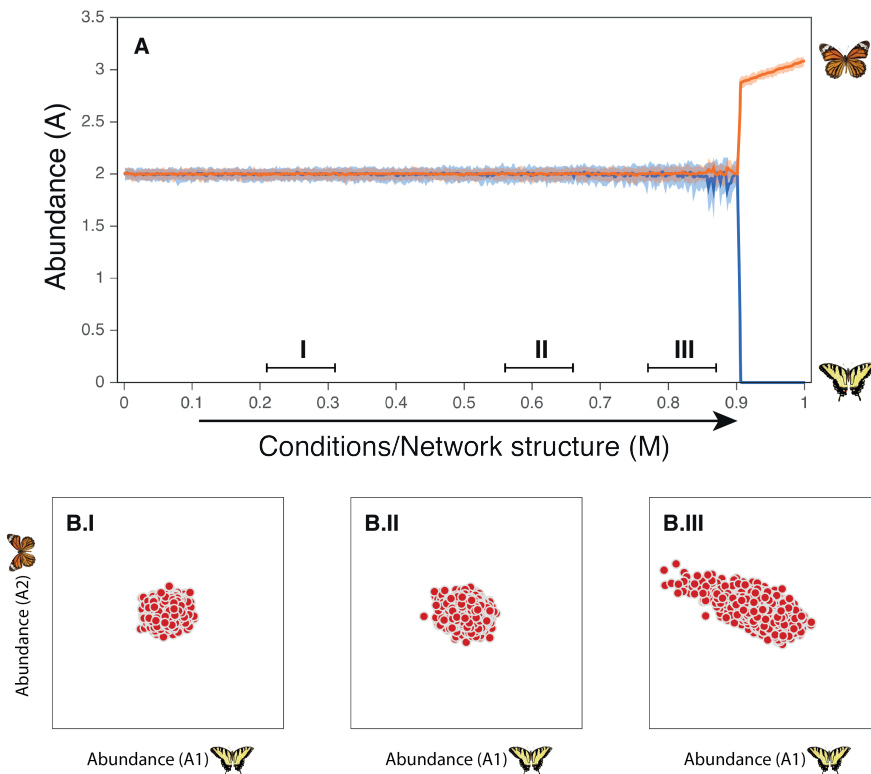 A
3.5
3
2.5
2
1.5
1
0.5
0
Abundance (A)
I
II
III
0 0.1 0.2 0.3 0.4 0.5 0.6 0.7 0.8 0.9 1
Conditions/Network structure (M)
B.I
B.II
B.III
Abundance (A2)
Abundance (A1)
Abundance (A1)
Abundance (A1)